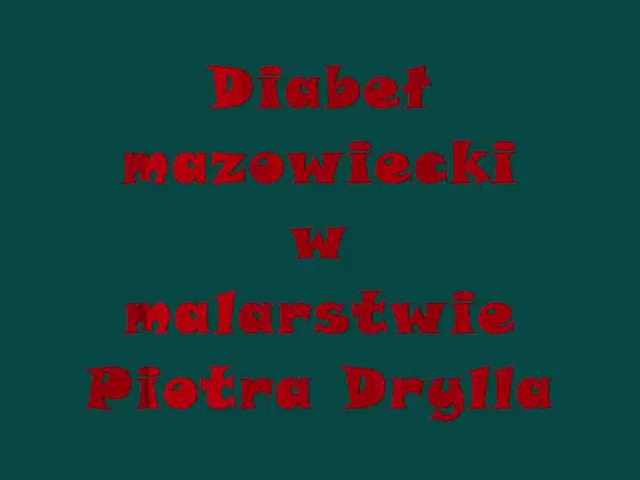 Diabeł
mazowiecki
w
malarstwie
Piotra Drylla